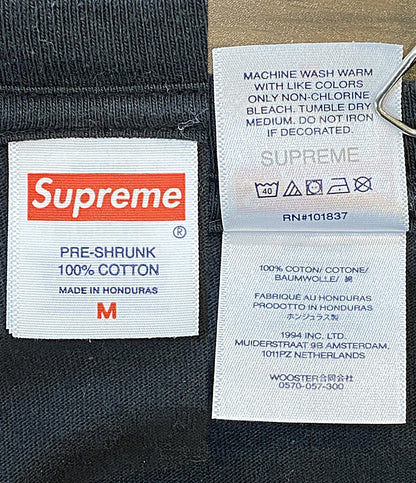 Supreme
®
PRE-SHRUNK
100% COTTON
MADE IN HONDURAS
M
MACHINE WASH WARM
WITH LIKE COLORS
ONLY NON-CHLORINE
BLEACH. TUMBLE DRY
MEDIUM. DO NOT IRON
IF DECORATED.
SUPREME
40
RN#101837
100% COTON/ COTONE/
BAUMWOLLE/ 綿
FABRIQUÉ AU HONDURAS
PRODOTTO IN HONDURAS
ホンジュラス製
1994 INC. LTD.
MUIDERSTRAAT 9B AMSTERDAM,
1011PZ NETHERLANDS
WOOSTER合同会社
0570-057-300